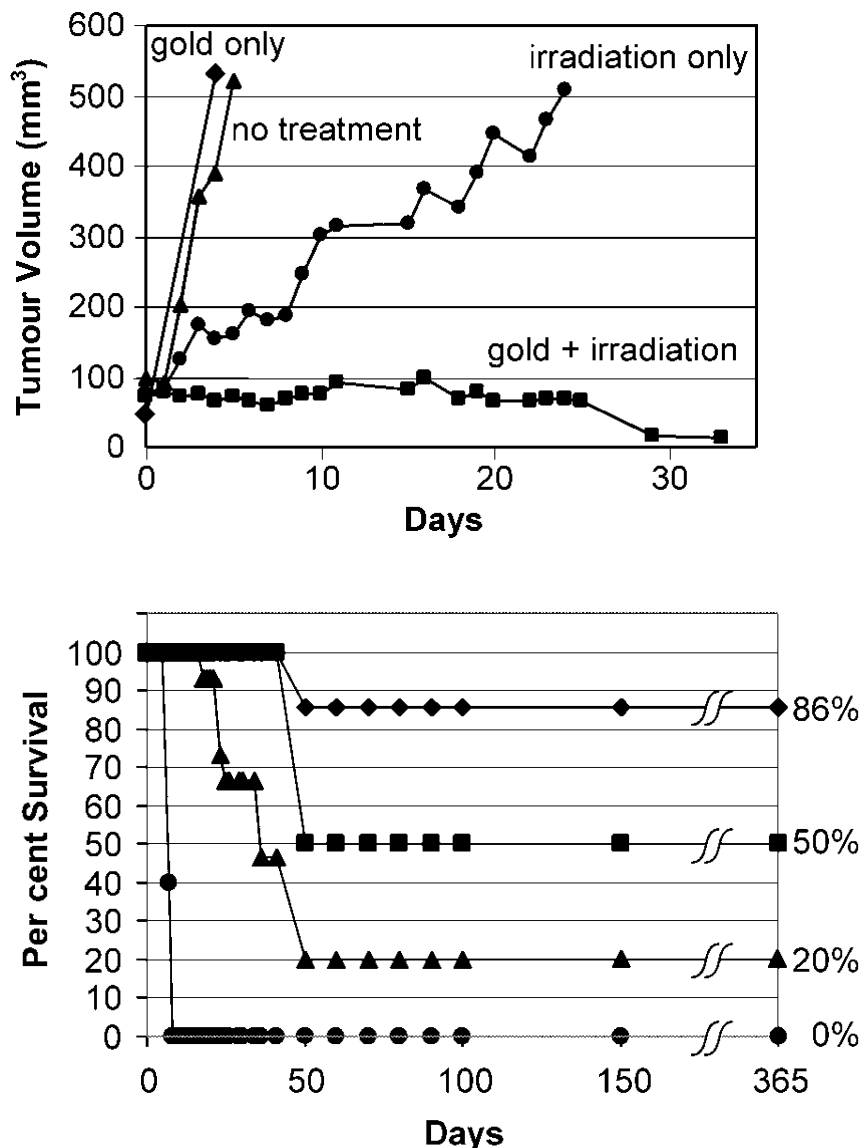 600
500
400
300
200
100
0
Tumour Volume (mm³)
gold only
no treatment
irradiation only
gold + irradiation
0 10 20 30
Days
100
90
80
70
60
50
40
30
20
10
0
Per cent Survival
86%
50%
20%
0%
0 50 100 150 365
Days